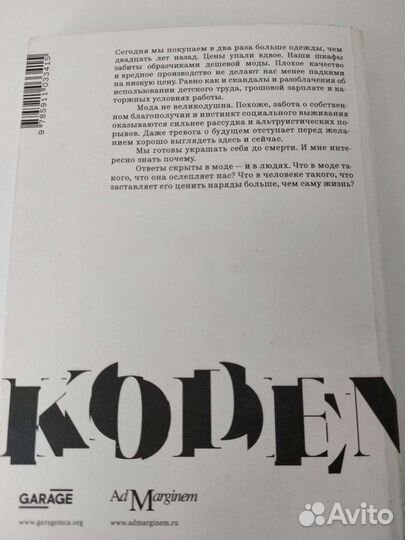 Сегодня мы покупаем в два раза больше одежды, чем
двадцать лет назад. Цены упали вдвое. Наши шкафы
забиты образчиками дешевой моды. Плохое качество
и вредное производство не делают нас менее падкими
на низкую цену. Равно как и скандалы и разоблачения об
использовании детского труда, грошовой зарплате и ка-
торжных условиях работы.
Мода не великодушна. Похоже, забота о собствен-
ном благополучии и инстинкт социального выживания
оказываются сильнее рассудка и альтруистических по-
рывов. Даже тревога о будущем отступает перед жела-
нием хорошо выглядеть здесь и сейчас.
Мы готовы украшать себя до смерти. И мне инте-
ресно знать почему.
Ответы скрыты в моде — и в людях. Что в моде та-
кого, что она ослепляет нас? Что в человеке такого, что
заставляет его ценить наряды больше, чем саму жизнь?
9 785911 033415
KODEN
GARAGE
Ad Marginem
www.garagemca.org
www.admarginem.ru
Avito